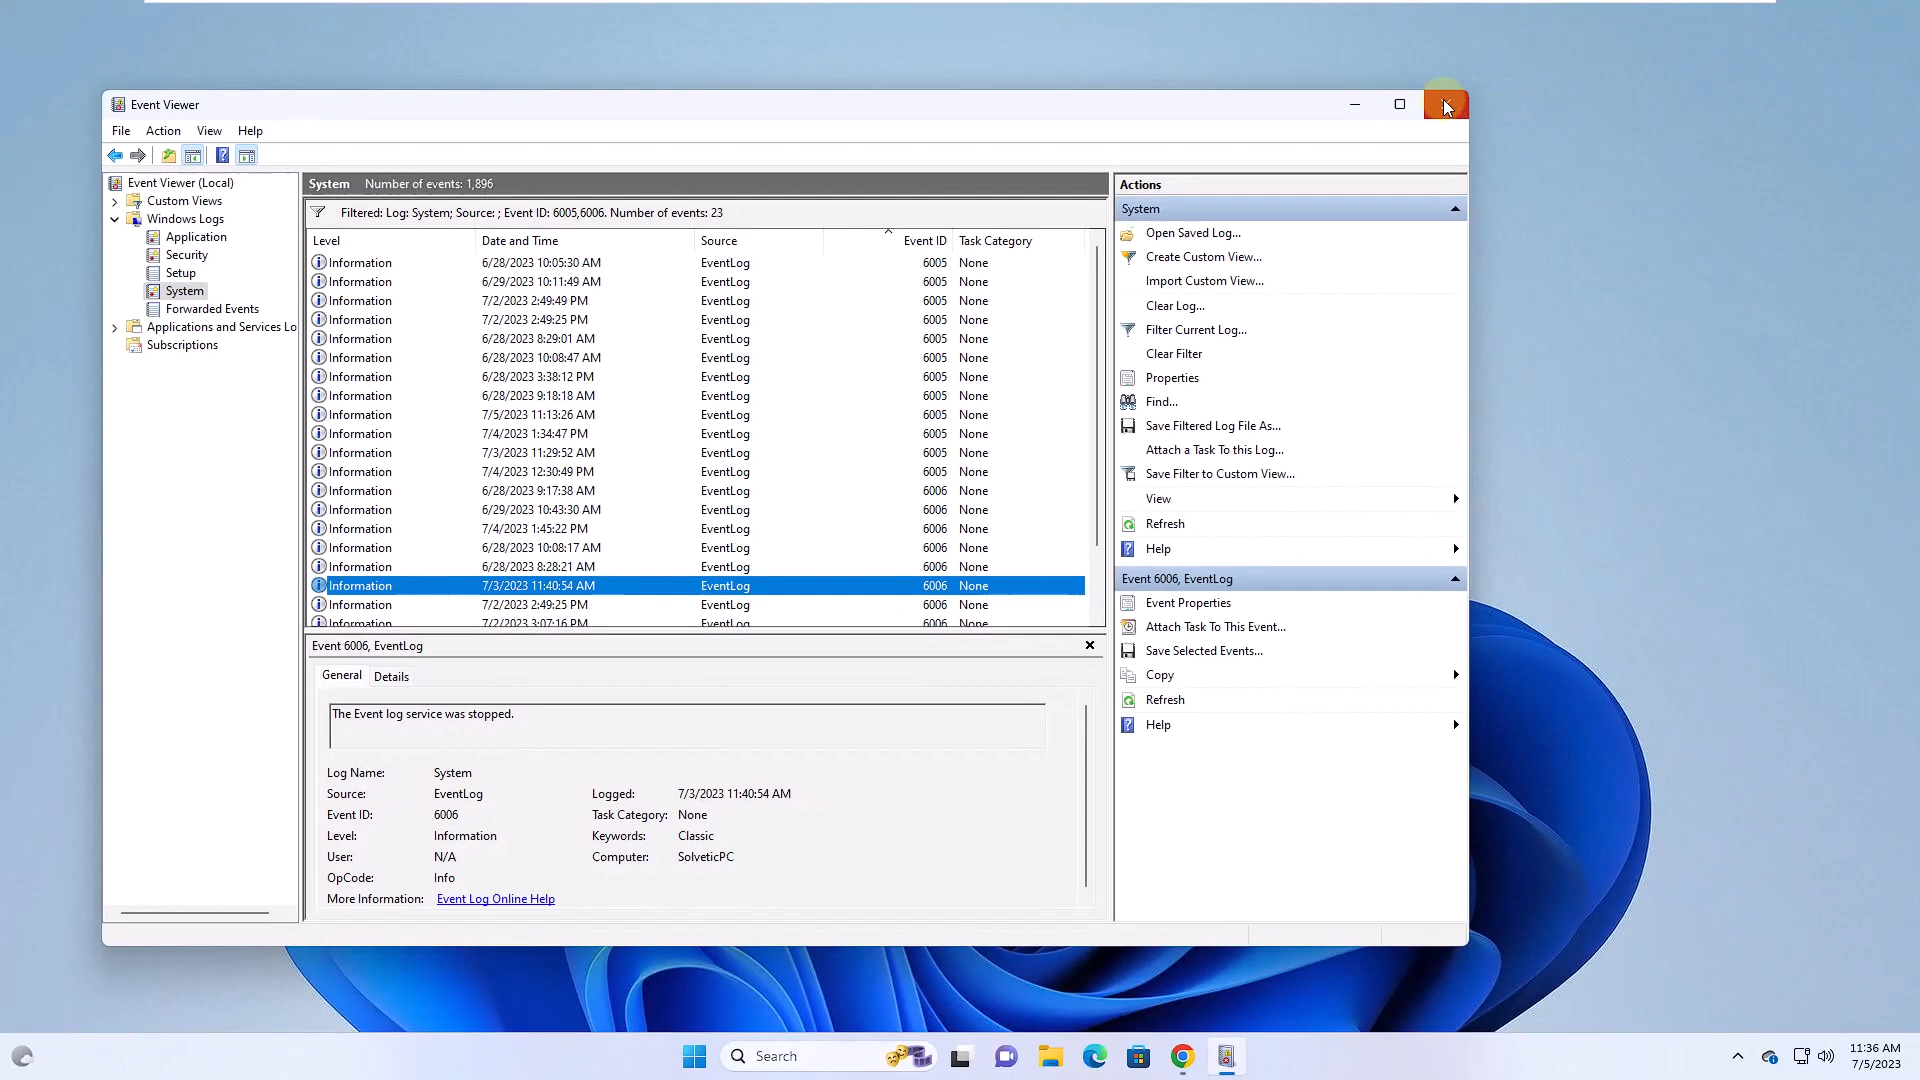 Event Viewer
File Action View Help
Event Viewer (Local)
Custom Views
Windows Logs
Application
Security
Setup
System
Forwarded Events
Applications and Services Lo
Subscriptions
System Number of events: 1,896
Filtered: Log: System; Source: ; Event ID: 6005,6006. Number of events: 23
Level Date and Time Source Event ID Task Category
Information 6/28/2023 10:05:30 AM EventLog 6005 None
Information 6/29/2023 10:11:49 AM EventLog 6005 None
Information 7/2/2023 2:49:49 PM EventLog 6005 None
Information 7/2/2023 2:49:25 PM EventLog 6005 None
Information 6/28/2023 8:29:01 AM EventLog 6005 None
Information 6/28/2023 10:08:47 AM EventLog 6005 None
Information 6/28/2023 3:38:12 PM EventLog 6005 None
Information 6/28/2023 9:18:18 AM EventLog 6005 None
Information 7/5/2023 11:13:26 AM EventLog 6005 None
Information 7/4/2023 1:34:47 PM EventLog 6005 None
Information 7/3/2023 11:29:52 AM EventLog 6005 None
Information 7/4/2023 12:30:49 PM EventLog 6005 None
Information 6/28/2023 9:17:38 AM EventLog 6006 None
Information 6/29/2023 10:43:30 AM EventLog 6006 None
Information 7/4/2023 1:45:22 PM EventLog 6006 None
Information 6/28/2023 10:08:17 AM EventLog 6006 None
Information 6/28/2023 8:28:21 AM EventLog 6006 None
Information 7/3/2023 11:40:54 AM EventLog 6006 None
Information 7/2/2023 2:49:25 PM EventLog 6006 None
Information 7/2/2023 3:07:16 PM EventLog 6006 None
Event 6006, EventLog
General Details
The Event log service was stopped.
Log Name: System
Source: EventLog Logged: 7/3/2023 11:40:54 AM
Event ID: 6006 Task Category: None
Level: Information Keywords: Classic
User: N/A Computer: SolveticPC
OpCode: Info
More Information: Event Log Online Help
Actions
System
Open Saved Log...
Create Custom View...
Import Custom View...
Clear Log...
Filter Current Log...
Clear Filter
Properties
Find...
Save Filtered Log File As...
Attach a Task To this Log...
Save Filter to Custom View...
View
Refresh
Help
Event 6006, EventLog
Event Properties
Attach Task To This Event...
Save Selected Events...
Copy
Refresh
Help
Search
11:36 AM
7/5/2023